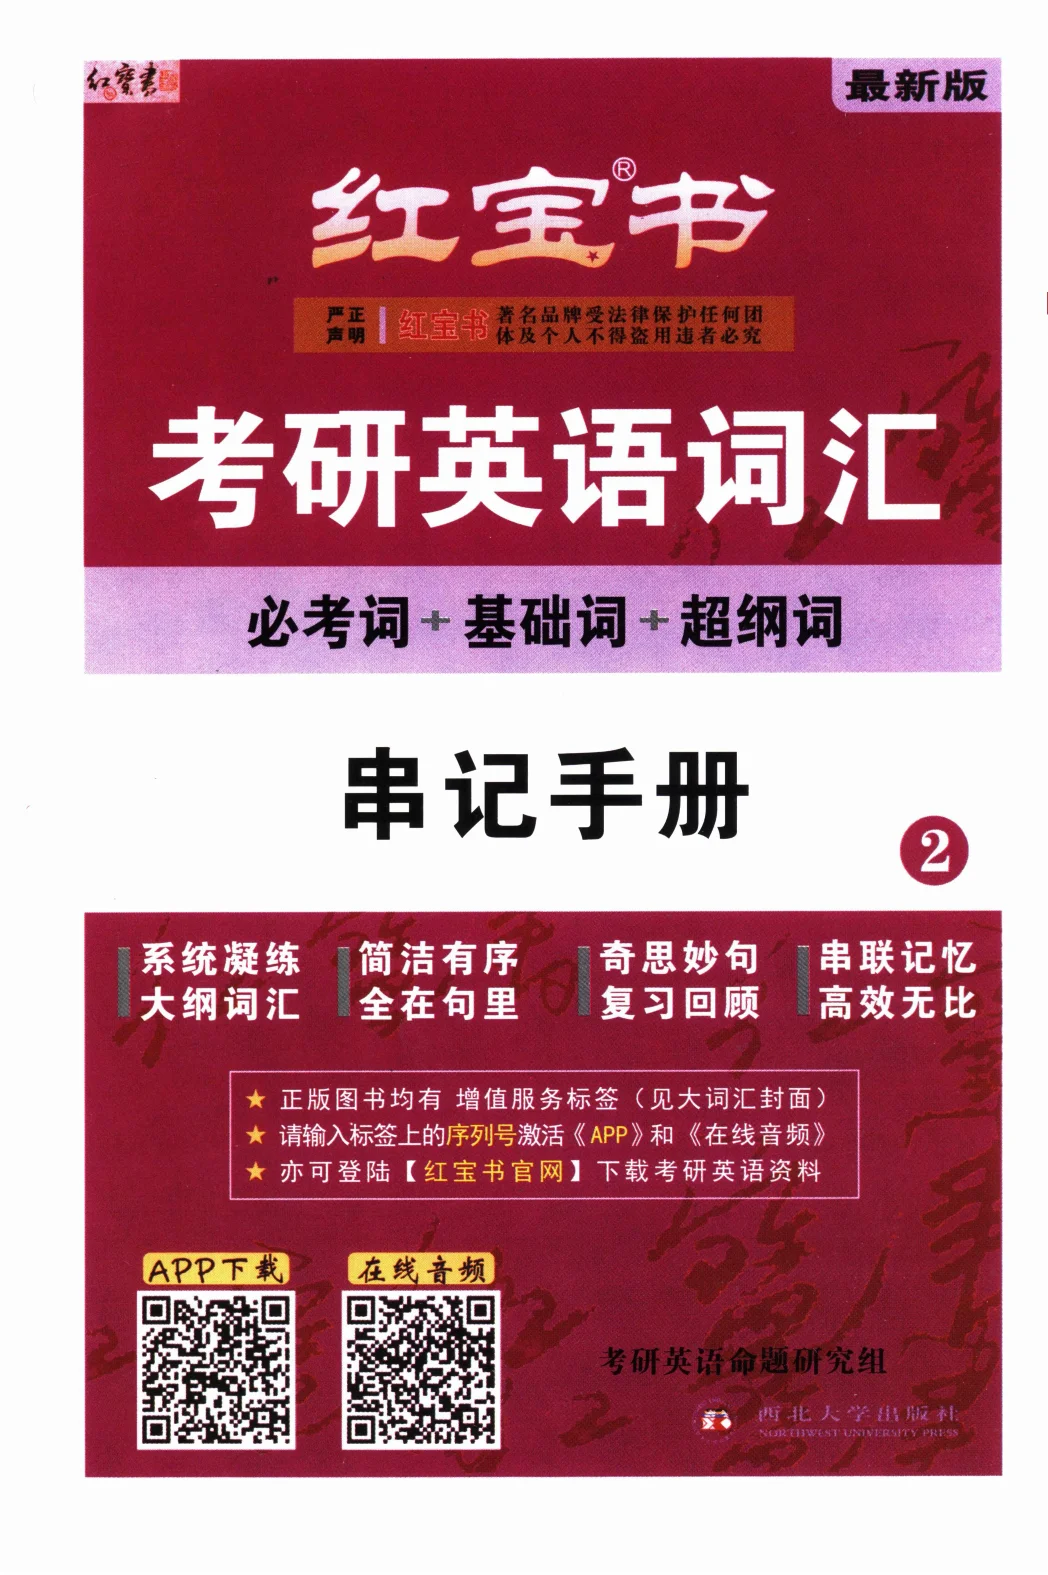 红寳書
最新版
红宝书®
严正声明
红宝书
著名品牌受法律保护任何团
体及个人不得盗用违者必究
考研英语词汇
必考词+基础词+超纲词
串记手册
2
系统凝练 简洁有序 奇思妙句 串联记忆
大纲词汇 全在句里 复习回顾 高效无比
★ 正版图书均有 增值服务标签（见大词汇封面）
★ 请输入标签上的序列号激活《APP》和《在线音频》
★ 亦可登陆【红宝书官网】下载考研英语资料
APP下载 在线音频
考研英语命题研究组
西北大学出版社
NORTHWEST UNIVERSITY PRESS